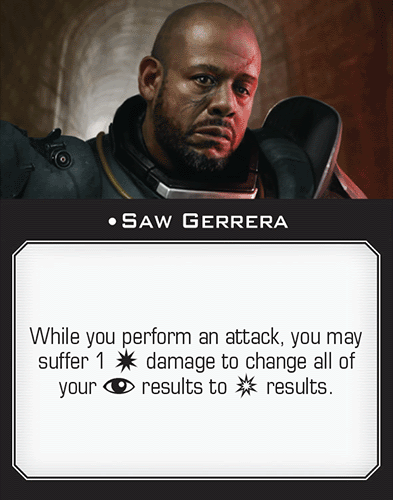 •Saw Gerrera
While you perform an attack, you may
suffer 1 damage to change all of
your results to results.